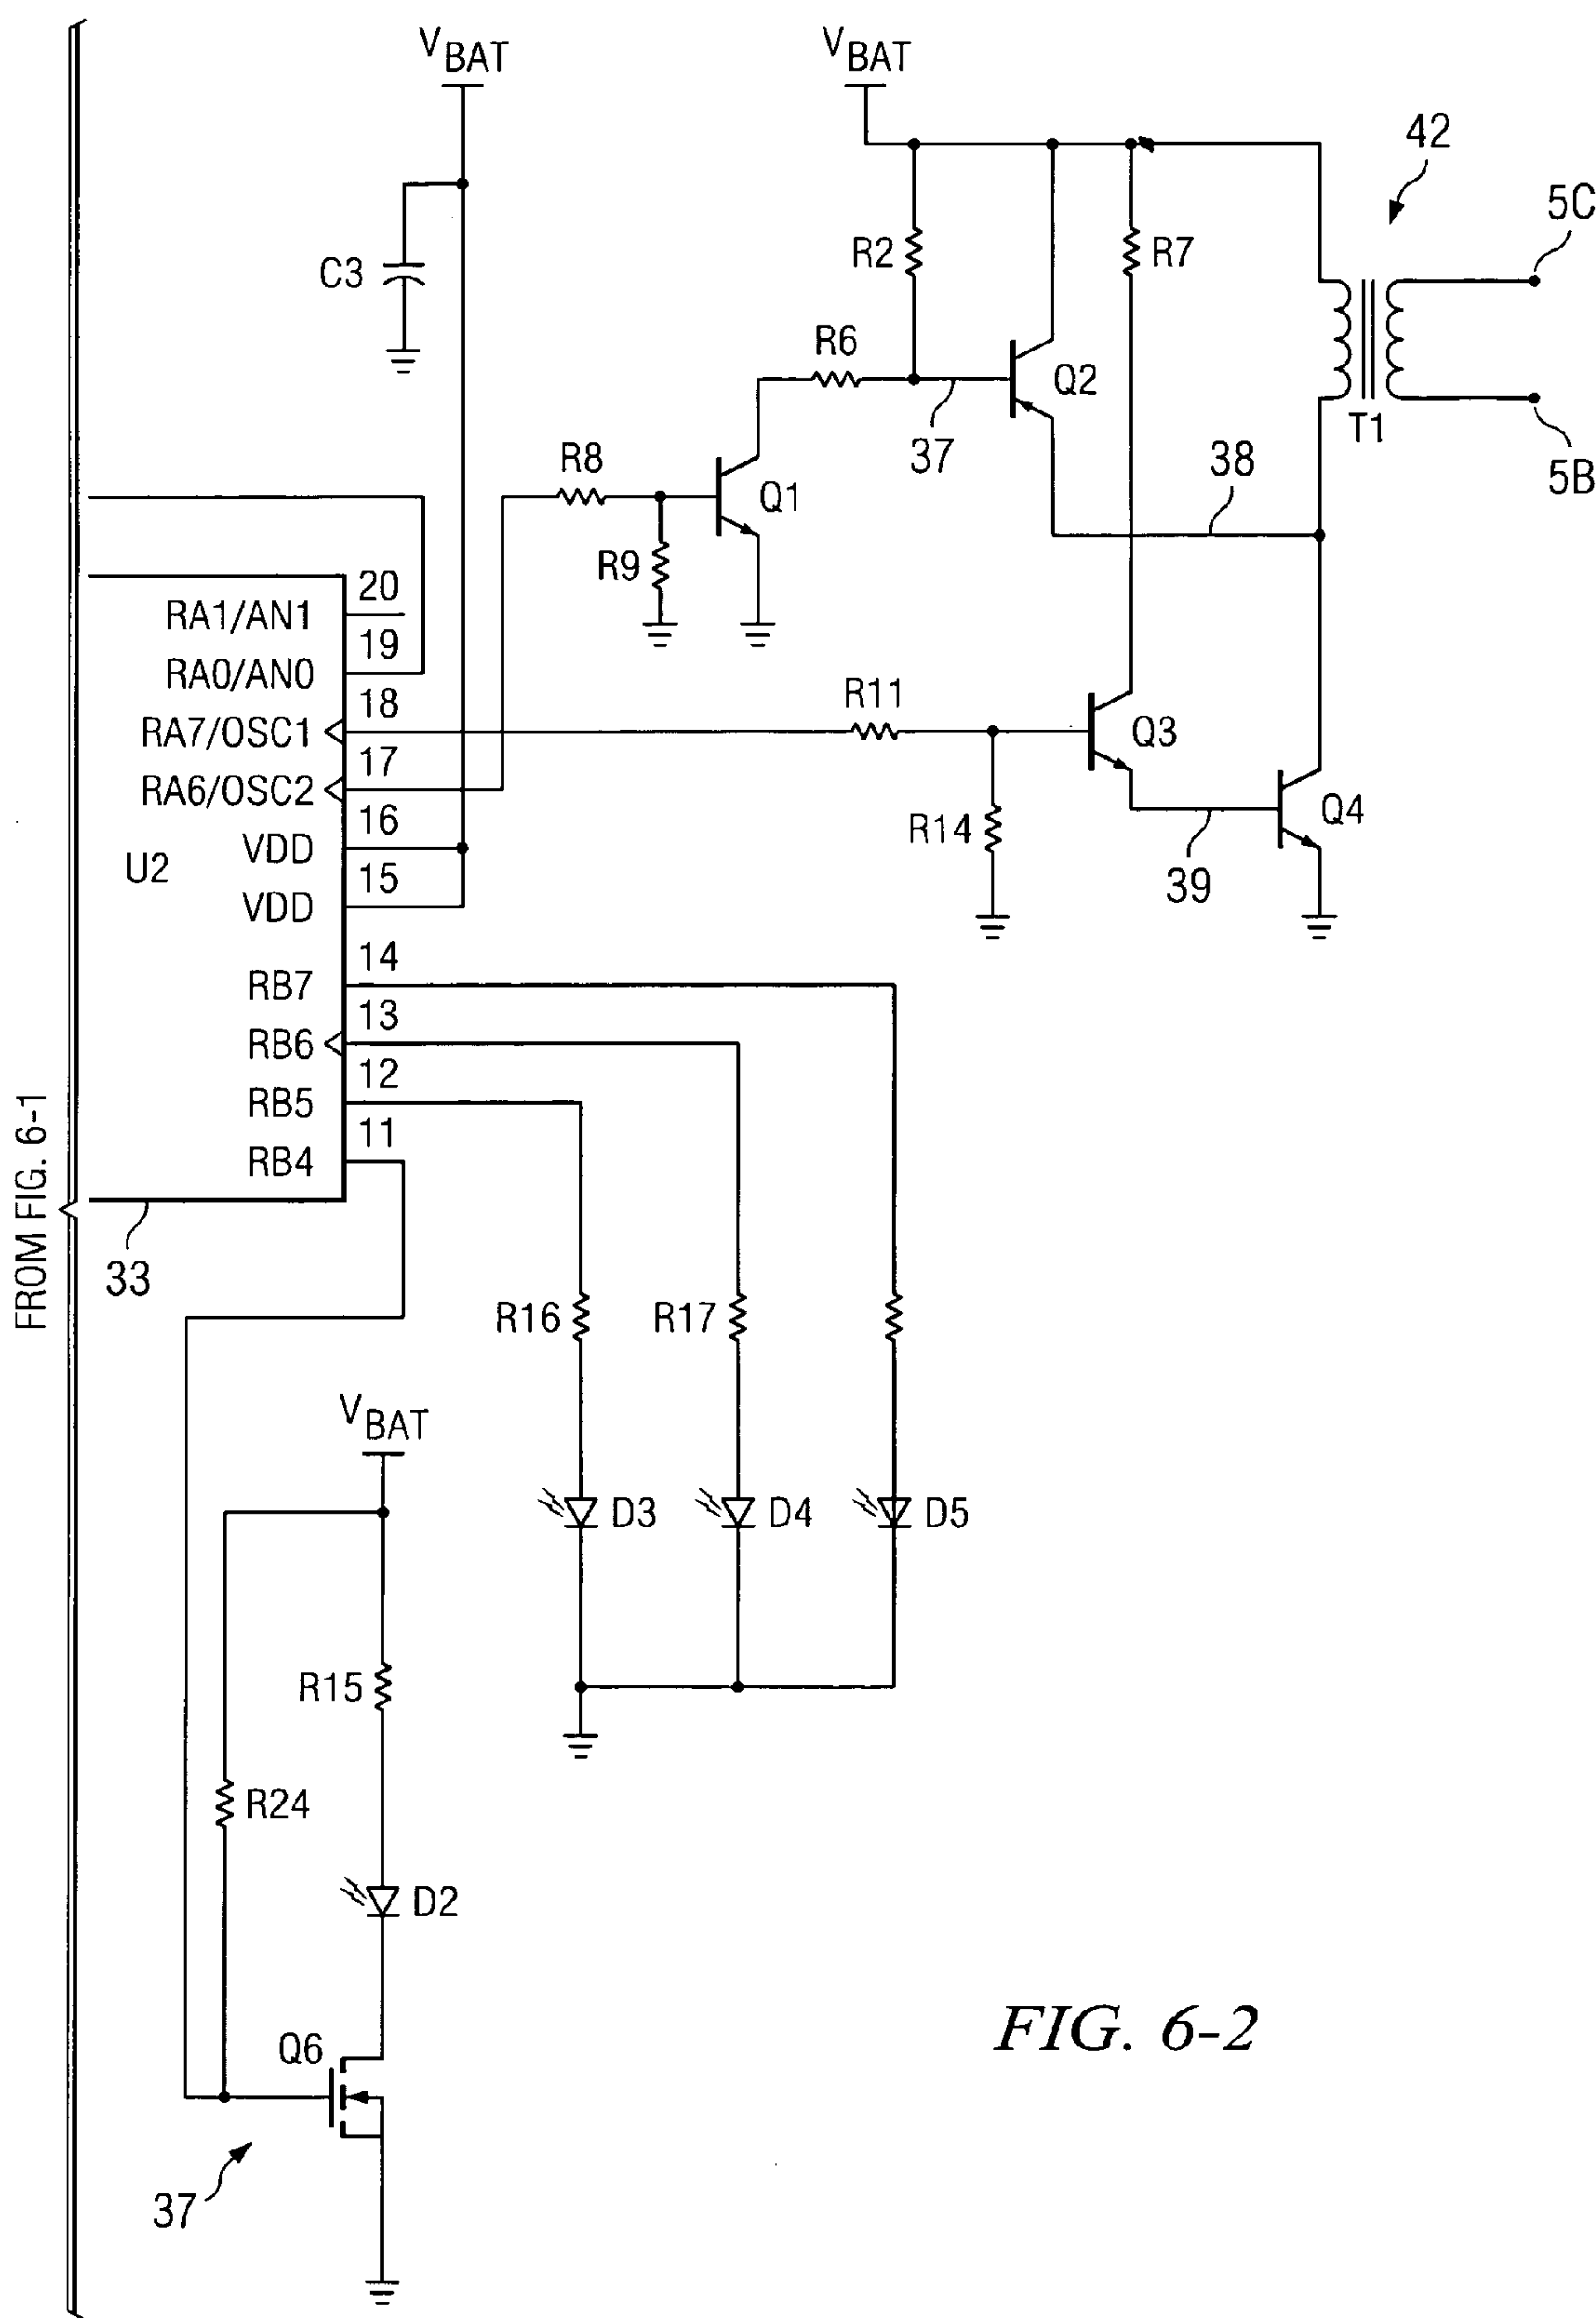 VBAT
VBAT
42
5C
C3
R2
R7
R6
Q2
T1
37
38
5B
R8
Q1
R9
20
RA1/AN1
19
RA0/AN0
18
RA7/OSC1
R11
Q3
17
RA6/OSC2
16
R14
Q4
U2
VDD
15
39
VDD
14
RB7
13
RB6
12
RB5
11
RB4
FROM FIG. 6-1
33
R16
R17
VBAT
D3
D4
D5
R15
R24
D2
FIG. 6-2
Q6
37